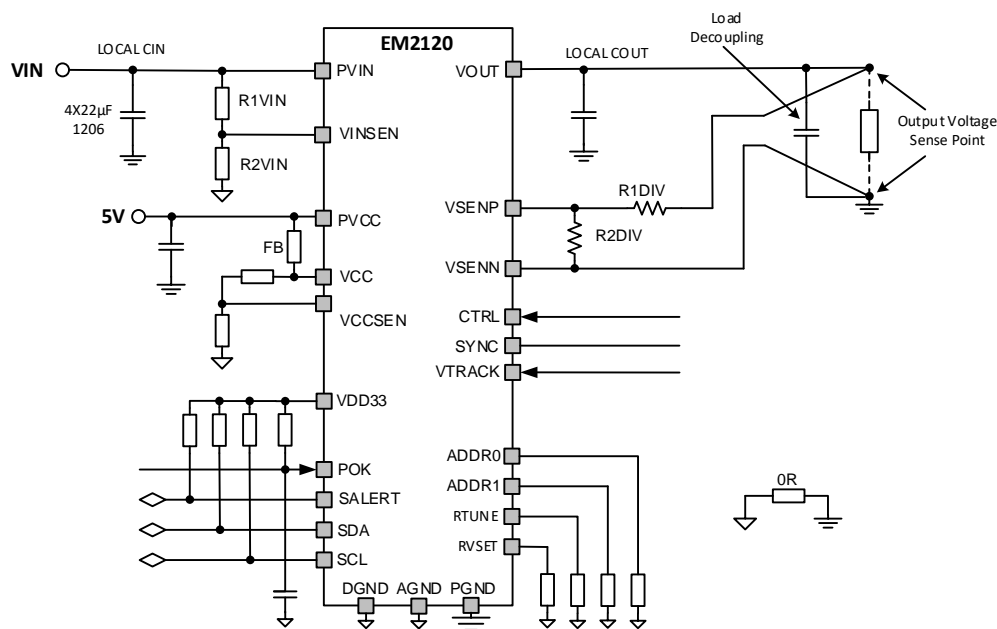 EM2120
Load
Decoupling
LOCAL CIN
LOCAL COUT
VIN
PVIN
VOUT
R1VIN
4X22µF
1206
VINSEN
Output Voltage
Sense Point
R2VIN
R1DIV
VSENP
5V
PVCC
R2DIV
FB
VSENN
VCC
VCCSEN
CTRL
SYNC
VTRACK
VDD33
ADDR0
POK
0R
ADDR1
SALERT
RTUNE
SDA
RVSET
SCL
DGND AGND PGND